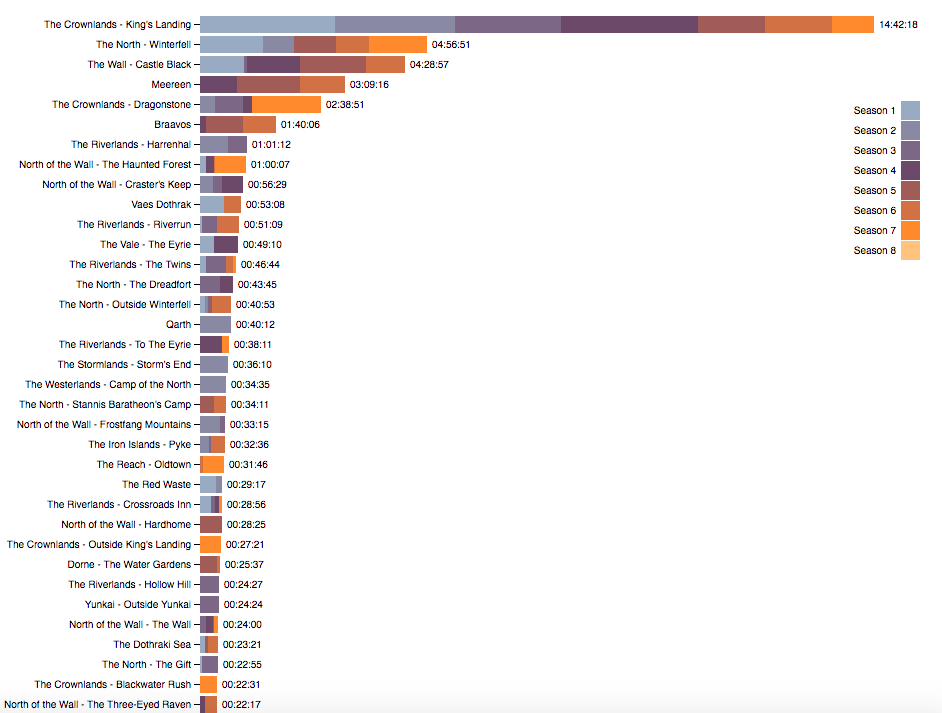 The Crownlands - King's Landing 14:42:18
The North - Winterfell 04:56:51
The Wall - Castle Black 04:28:57
Meereen 03:09:16
The Crownlands - Dragonstone 02:38:51
Braavos 01:40:06
The Riverlands - Harrenhal 01:01:12
North of the Wall - The Haunted Forest 01:00:07
North of the Wall - Craster's Keep 00:56:29
Vaes Dothrak 00:53:08
The Riverlands - Riverrun 00:51:09
The Vale - The Eyrie 00:49:10
The Riverlands - The Twins 00:46:44
The North - The Dreadfort 00:43:45
The North - Outside Winterfell 00:40:53
Qarth 00:40:12
The Riverlands - To The Eyrie 00:38:11
The Stormlands - Storm's End 00:36:10
The Westerlands - Camp of the North 00:34:35
The North - Stannis Baratheon's Camp 00:34:11
North of the Wall - Frostfang Mountains 00:33:15
The Iron Islands - Pyke 00:32:36
The Reach - Oldtown 00:31:46
The Red Waste 00:29:17
The Riverlands - Crossroads Inn 00:28:56
North of the Wall - Hardhome 00:28:25
The Crownlands - Outside King's Landing 00:27:21
Dorne - The Water Gardens 00:25:37
The Riverlands - Hollow Hill 00:24:27
Yunkai - Outside Yunkai 00:24:24
North of the Wall - The Wall 00:24:00
The Dothraki Sea 00:23:21
The North - The Gift 00:22:55
The Crownlands - Blackwater Rush 00:22:31
North of the Wall - The Three-Eyed Raven 00:22:17
Season 1
Season 2
Season 3
Season 4
Season 5
Season 6
Season 7
Season 8